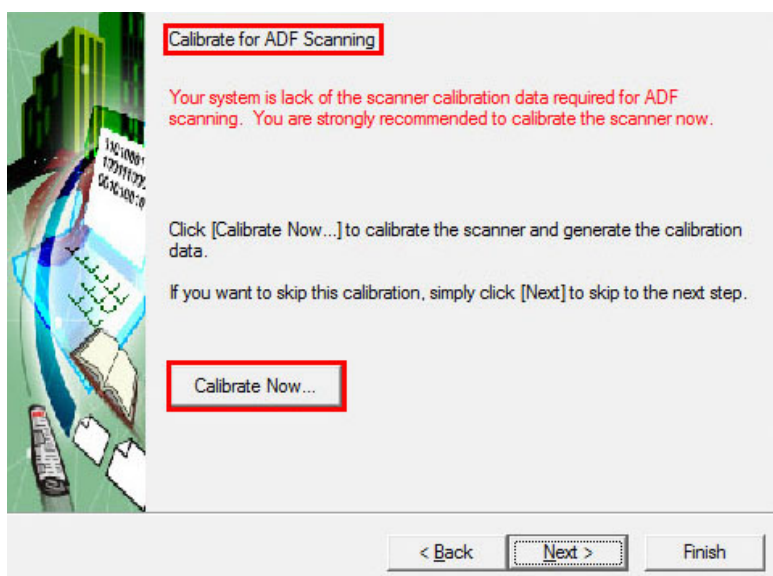 Calibrate for ADF Scanning
Your system is lack of the scanner calibration data required for ADF
scanning. You are strongly recommended to calibrate the scanner now.
Click [Calibrate Now...] to calibrate the scanner and generate the calibration
data.
If you want to skip this calibration, simply click [Next] to skip to the next step.
Calibrate Now...
< Back
Next >
Finish